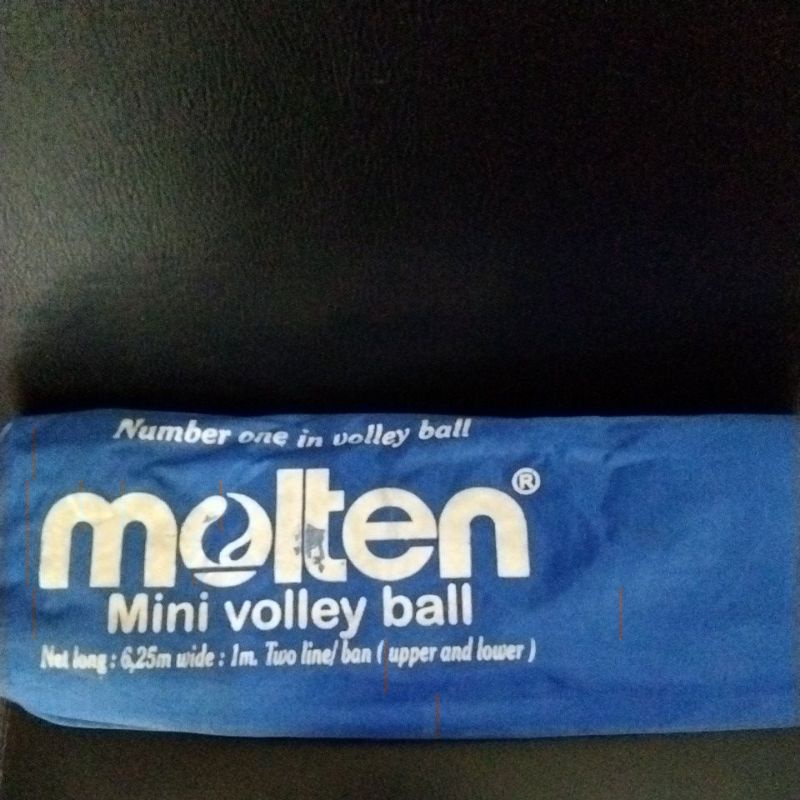 Number one in volley ball
molten®
Mini volley ball
Net long : 6,25m wide : 1m. Two line/ ban ( upper and lower )